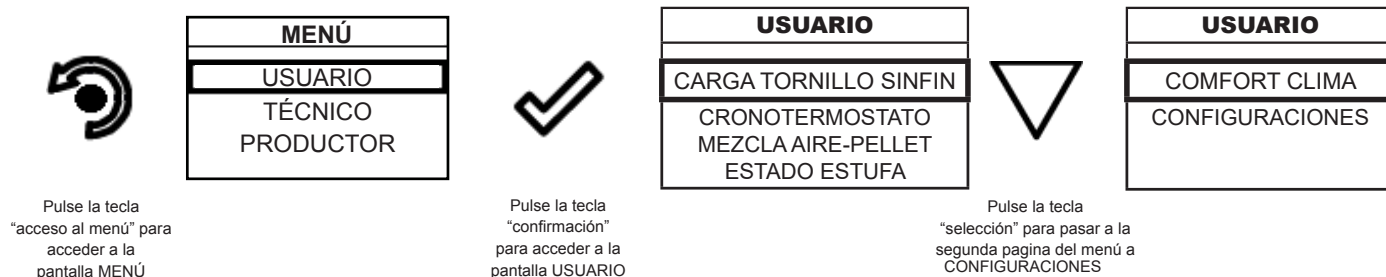 MENÚ
USUARIO
TÉCNICO
PRODUCTOR
USUARIO
CARGA TORNILLO SINFIN
CRONOTERMOSTATO
MEZCLA AIRE-PELLET
ESTADO ESTUFA
USUARIO
COMFORT CLIMA
CONFIGURACIONES
Pulse la tecla
“acceso al menú” para
acceder a la
pantalla MENÚ
Pulse la tecla
“confirmación”
para acceder a la
pantalla USUARIO
Pulse la tecla
“selección” para pasar a la
segunda pagina del menú a
CONFIGURACIONES